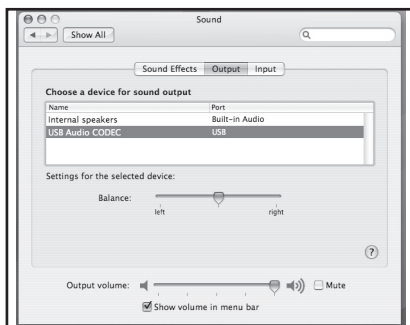 Sound
Show All
Sound Effects Output Input
Choose a device for sound output
Name Port
Internal speakers Built-in Audio
USB Audio CODEC USB
Settings for the selected device:
Balance:
left right
?
Output volume: Mute
Show volume in menu bar